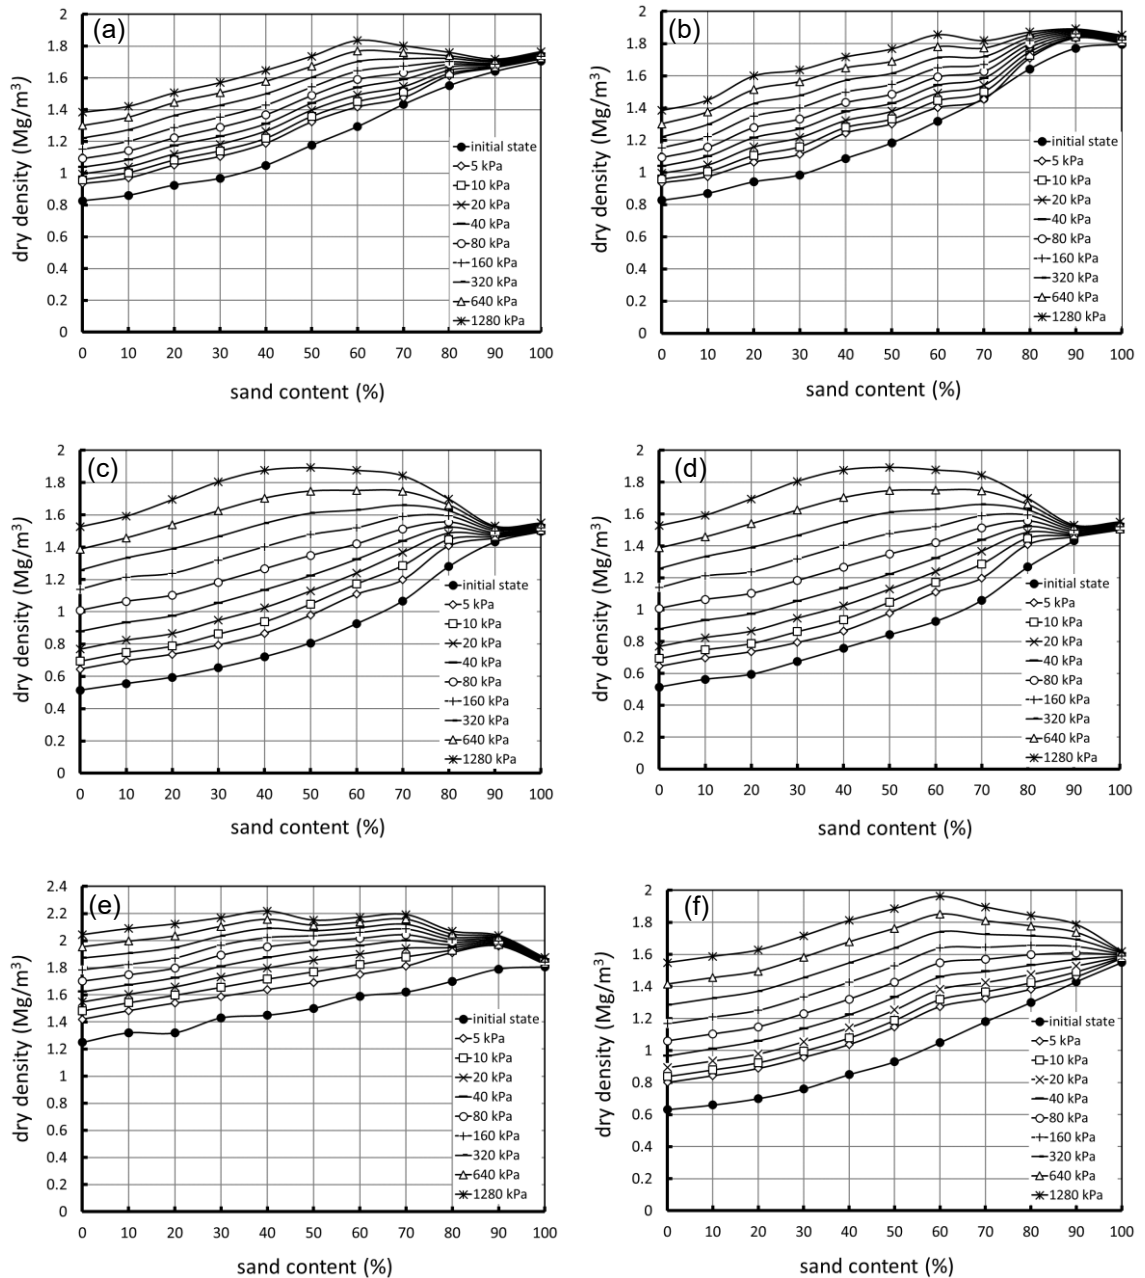 (a)
dry density (Mg/m³)
2
1.8
1.6
1.4
1.2
1
0.8
0.6
0.4
0.2
0
initial state
5 kPa
10 kPa
20 kPa
40 kPa
80 kPa
160 kPa
320 kPa
640 kPa
1280 kPa
0 10 20 30 40 50 60 70 80 90 100
sand content (%)
(b)
dry density (Mg/m³)
2
1.8
1.6
1.4
1.2
1
0.8
0.6
0.4
0.2
0
initial state
5 kPa
10 kPa
20 kPa
40 kPa
80 kPa
160 kPa
320 kPa
640 kPa
1280 kPa
0 10 20 30 40 50 60 70 80 90 100
sand content (%)
(c)
dry density (Mg/m³)
2
1.8
1.6
1.4
1.2
1
0.8
0.6
0.4
0.2
0
initial state
5 kPa
10 kPa
20 kPa
40 kPa
80 kPa
160 kPa
320 kPa
640 kPa
1280 kPa
0 10 20 30 40 50 60 70 80 90 100
sand content (%)
(d)
dry density (Mg/m³)
2
1.8
1.6
1.4
1.2
1
0.8
0.6
0.4
0.2
0
initial state
5 kPa
10 kPa
20 kPa
40 kPa
80 kPa
160 kPa
320 kPa
640 kPa
1280 kPa
0 10 20 30 40 50 60 70 80 90 100
sand content (%)
(e)
dry density (Mg/m³)
2.4
2.2
2
1.8
1.6
1.4
1.2
1
0.8
0.6
0.4
0.2
0
initial state
5 kPa
10 kPa
20 kPa
40 kPa
80 kPa
160 kPa
320 kPa
640 kPa
1280 kPa
0 10 20 30 40 50 60 70 80 90 100
sand content (%)
(f)
dry density (Mg/m³)
2
1.8
1.6
1.4
1.2
1
0.8
0.6
0.4
0.2
0
initial state
5 kPa
10 kPa
20 kPa
40 kPa
80 kPa
160 kPa
320 kPa
640 kPa
1280 kPa
0 10 20 30 40 50 60 70 80 90 100
sand content (%)